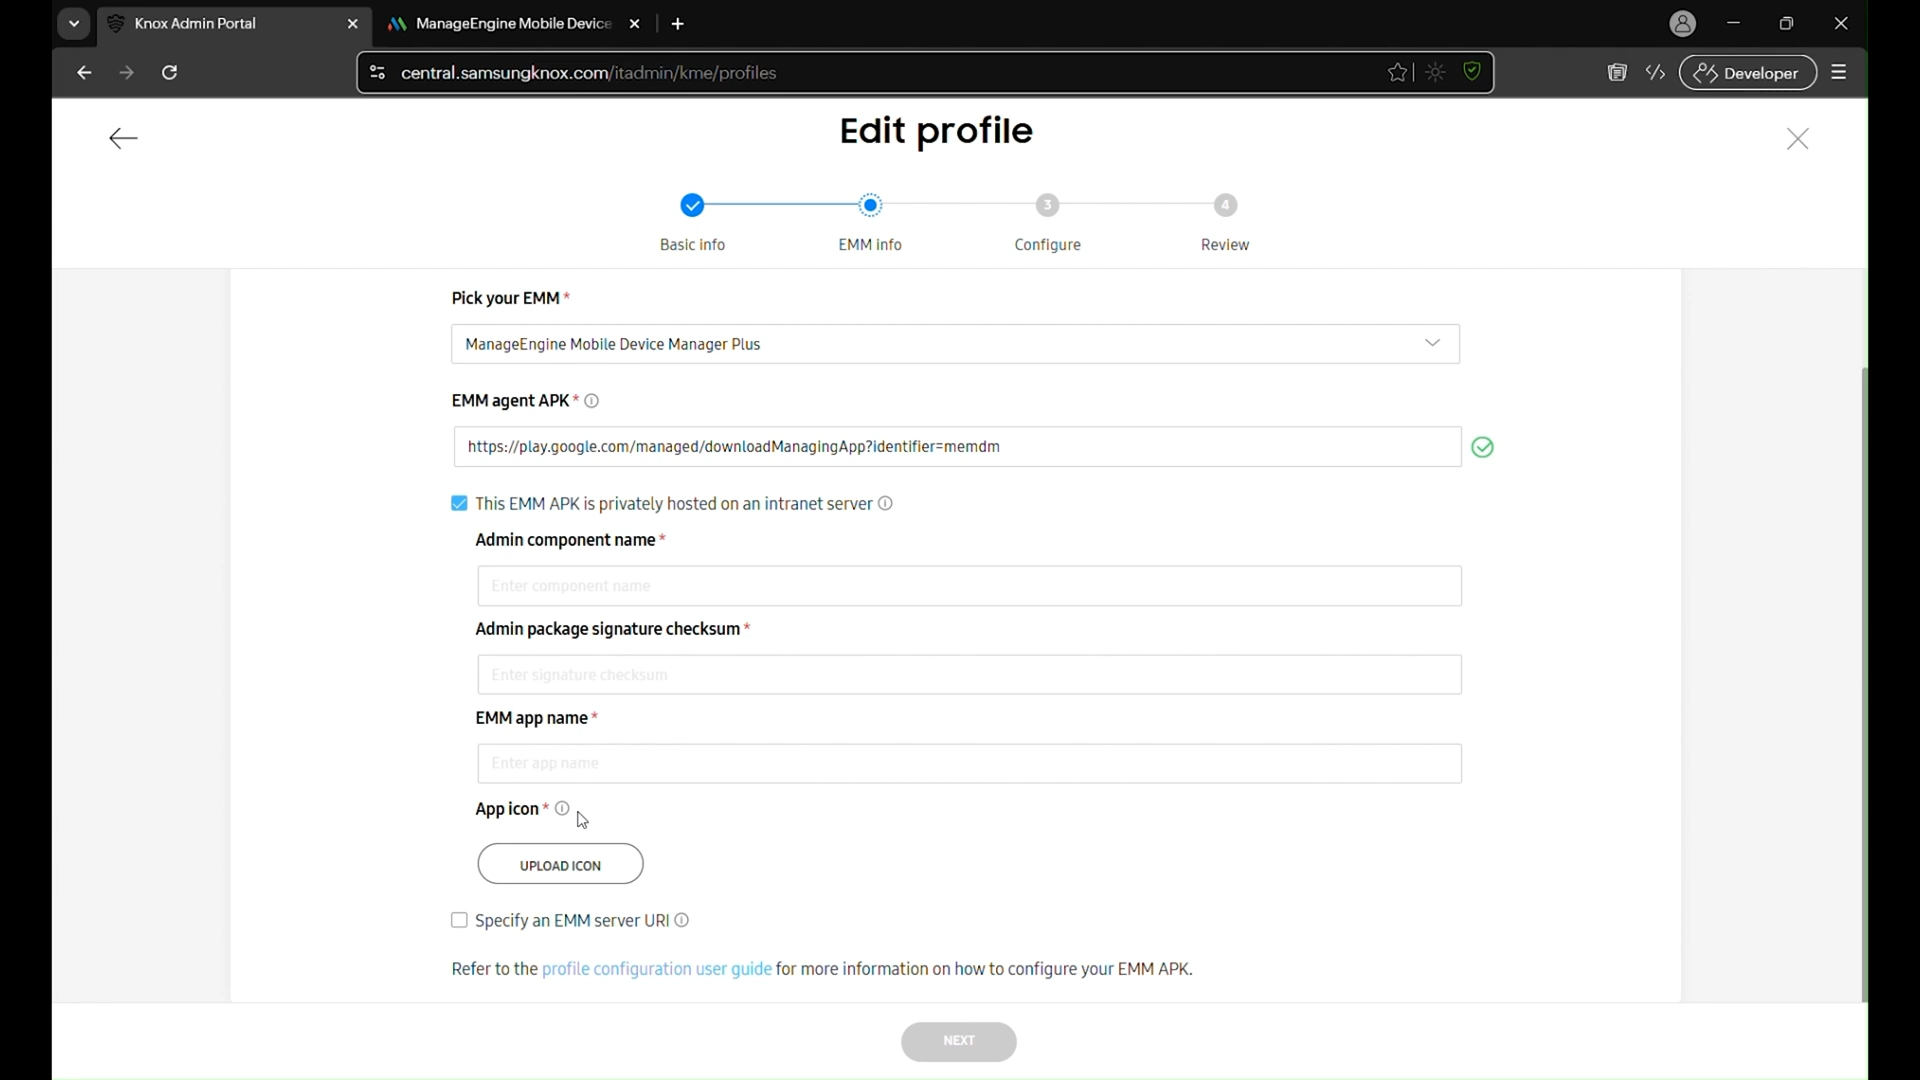 Knox Admin Portal
ManageEngine Mobile Device
central.samsungknox.com/itadmin/kme/profiles
Developer
Edit profile
3
4
Basic info
EMM info
Configure
Review
Pick your EMM *
ManageEngine Mobile Device Manager Plus
EMM agent APK *
https://play.google.com/managed/downloadManagingApp?identifier=memdm
This EMM APK is privately hosted on an intranet server
Admin component name *
Enter component name
Admin package signature checksum *
Enter signature checksum
EMM app name *
Enter app name
App icon *
UPLOAD ICON
Specify an EMM server URI
Refer to the profile configuration user guide for more information on how to configure your EMM APK.
NEXT